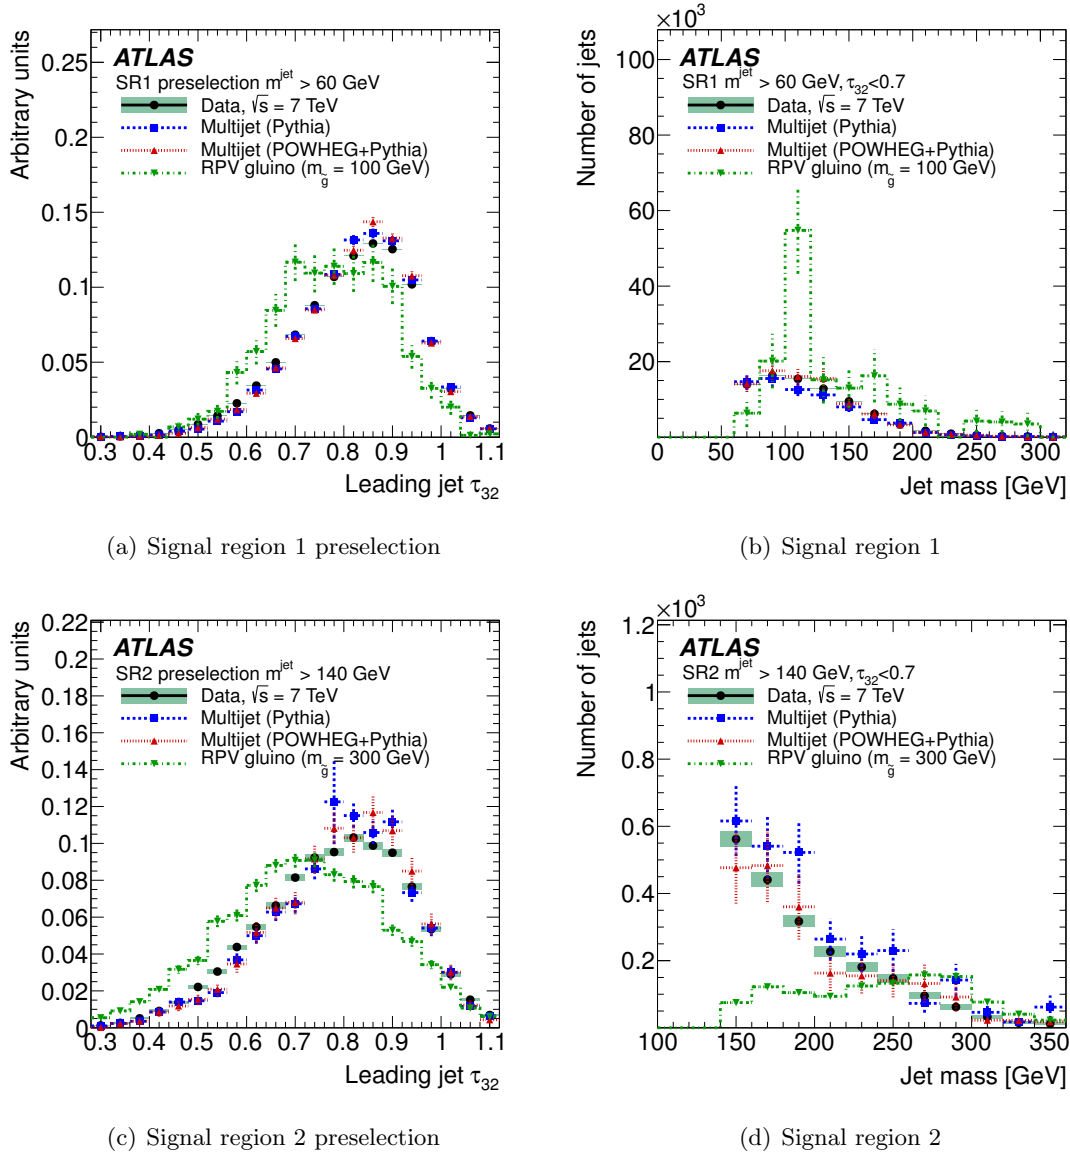 Arbitrary units
0.25
0.2
0.15
0.1
0.05
0
ATLAS
SR1 preselection m^jet > 60 GeV
Data, √s = 7 TeV
Multijet (Pythia)
Multijet (POWHEG+Pythia)
RPV gluino (m_g̃ = 100 GeV)
0.3 0.4 0.5 0.6 0.7 0.8 0.9 1 1.1
Leading jet τ_32
(a) Signal region 1 preselection
×10^3
Number of jets
100
80
60
40
20
0
ATLAS
SR1 m^jet > 60 GeV, τ_32<0.7
Data, √s = 7 TeV
Multijet (Pythia)
Multijet (POWHEG+Pythia)
RPV gluino (m_g̃ = 100 GeV)
0 50 100 150 200 250 300
Jet mass [GeV]
(b) Signal region 1
Arbitrary units
0.22
0.2
0.18
0.16
0.14
0.12
0.1
0.08
0.06
0.04
0.02
0
ATLAS
SR2 preselection m^jet > 140 GeV
Data, √s = 7 TeV
Multijet (Pythia)
Multijet (POWHEG+Pythia)
RPV gluino (m_g̃ = 300 GeV)
0.3 0.4 0.5 0.6 0.7 0.8 0.9 1 1.1
Leading jet τ_32
(c) Signal region 2 preselection
×10^3
Number of jets
1.2
1
0.8
0.6
0.4
0.2
ATLAS
SR2 m^jet > 140 GeV, τ_32<0.7
Data, √s = 7 TeV
Multijet (Pythia)
Multijet (POWHEG+Pythia)
RPV gluino (m_g̃ = 300 GeV)
100 150 200 250 300 350
Jet mass [GeV]
(d) Signal region 2